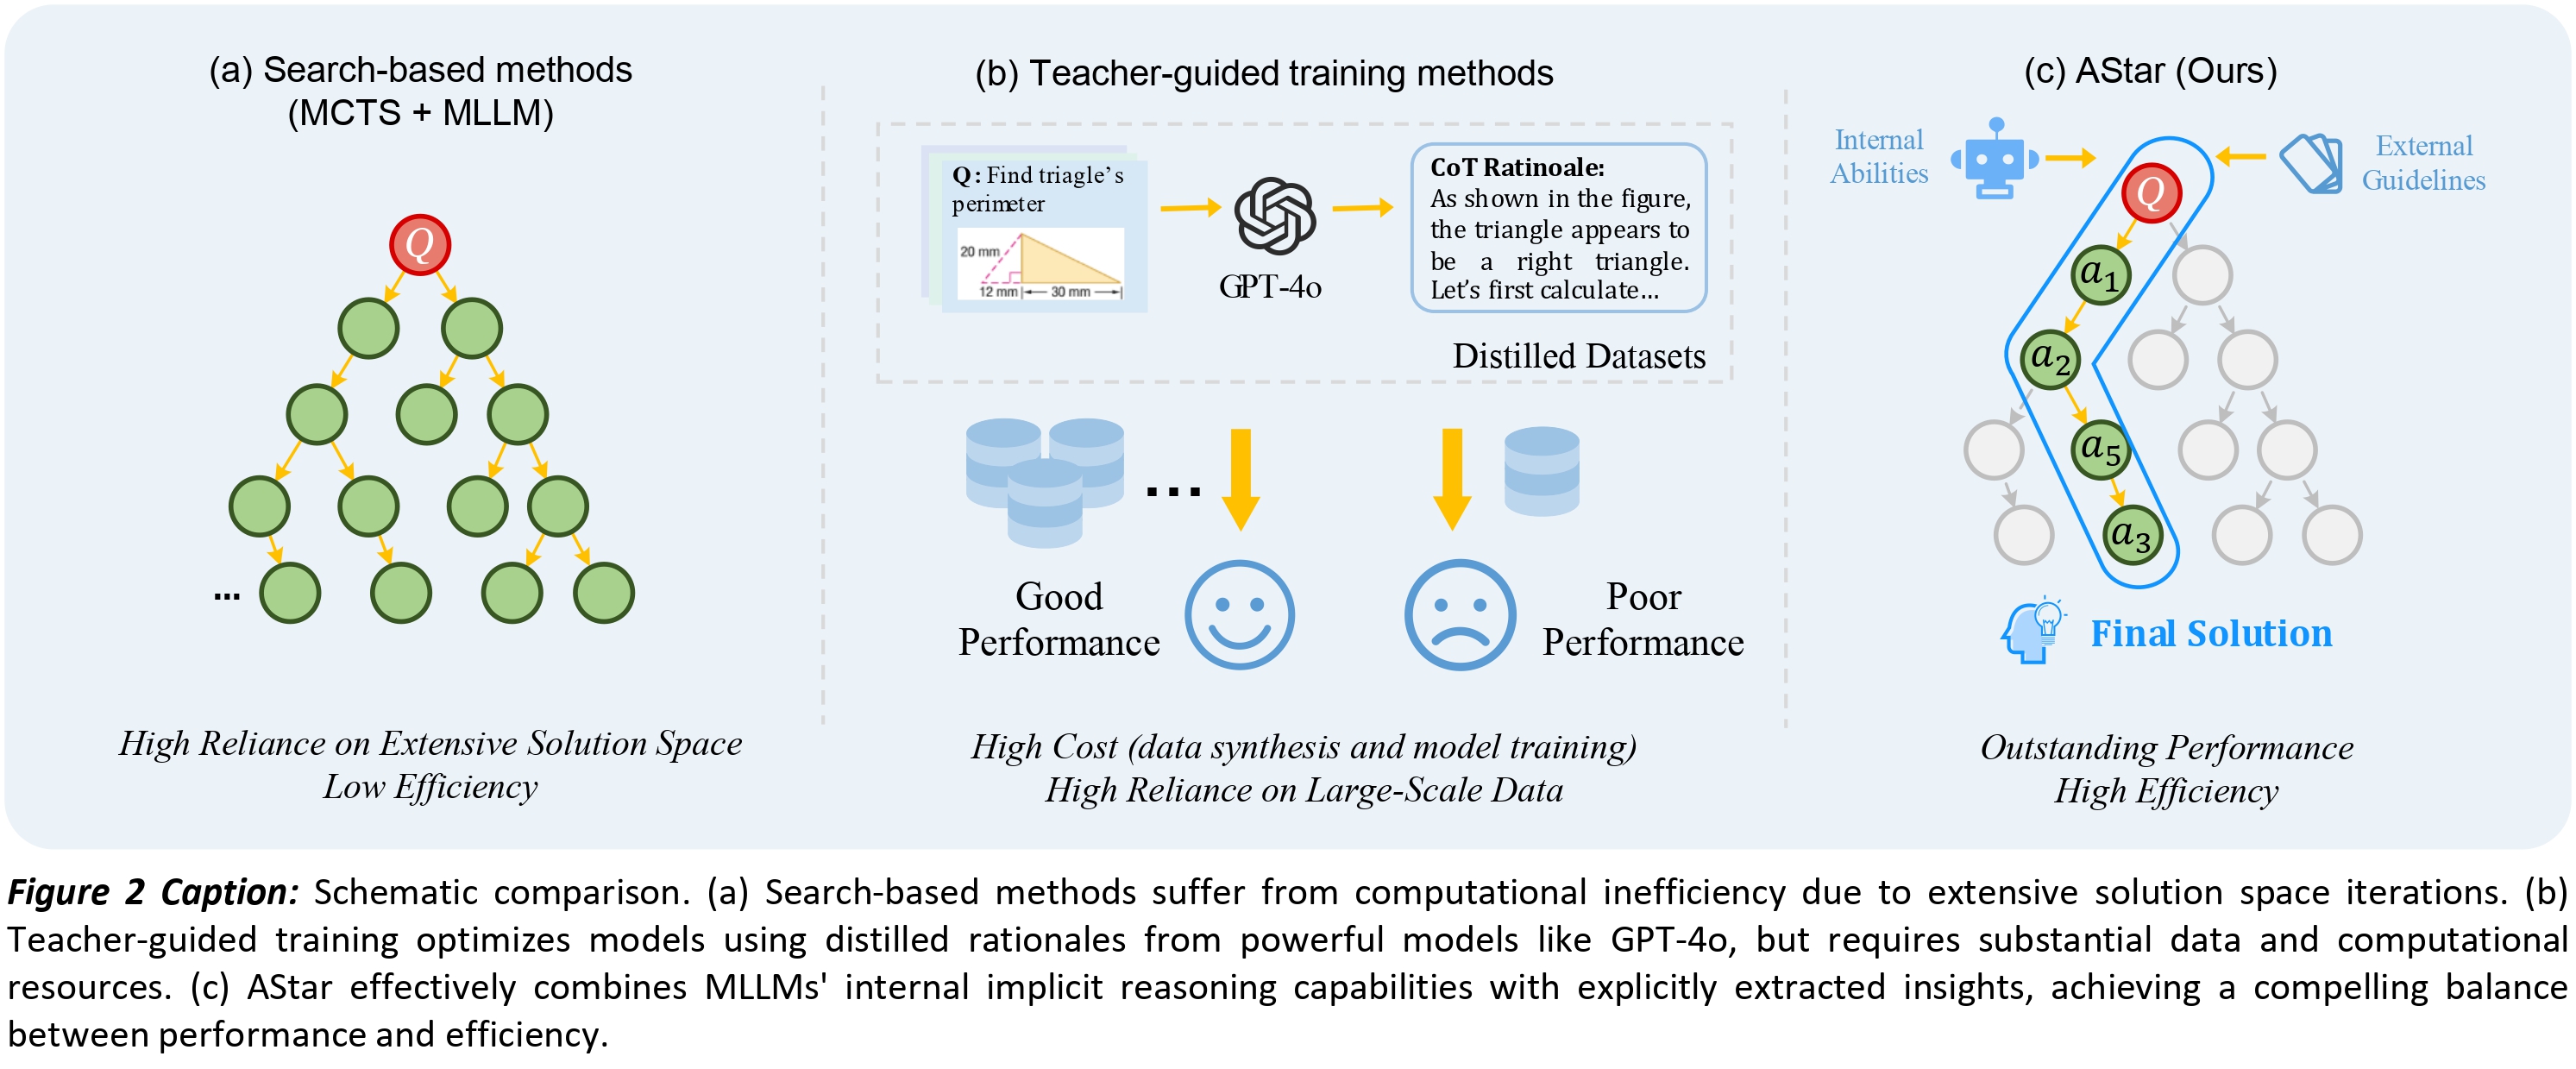 (a) Search-based methods
(MCTS + MLLM)
Q
...
High Reliance on Extensive Solution Space
Low Efficiency
(b) Teacher-guided training methods
Q: Find triagle's
perimeter
20 mm
12 mm
30 mm
GPT-4o
CoT Ratinoale:
As shown in the figure,
the triangle appears to
be a right triangle.
Let's first calculate...
Distilled Datasets
...
Good
Performance
Poor
Performance
High Cost (data synthesis and model training)
High Reliance on Large-Scale Data
(c) AStar (Ours)
Internal
Abilities
External
Guidelines
Q
a1
a2
a5
a3
Final Solution
Outstanding Performance
High Efficiency
Figure 2 Caption: Schematic comparison. (a) Search-based methods suffer from computational inefficiency due to extensive solution space iterations. (b)
Teacher-guided training optimizes models using distilled rationales from powerful models like GPT-4o, but requires substantial data and computational
resources. (c) AStar effectively combines MLLMs' internal implicit reasoning capabilities with explicitly extracted insights, achieving a compelling balance
between performance and efficiency.